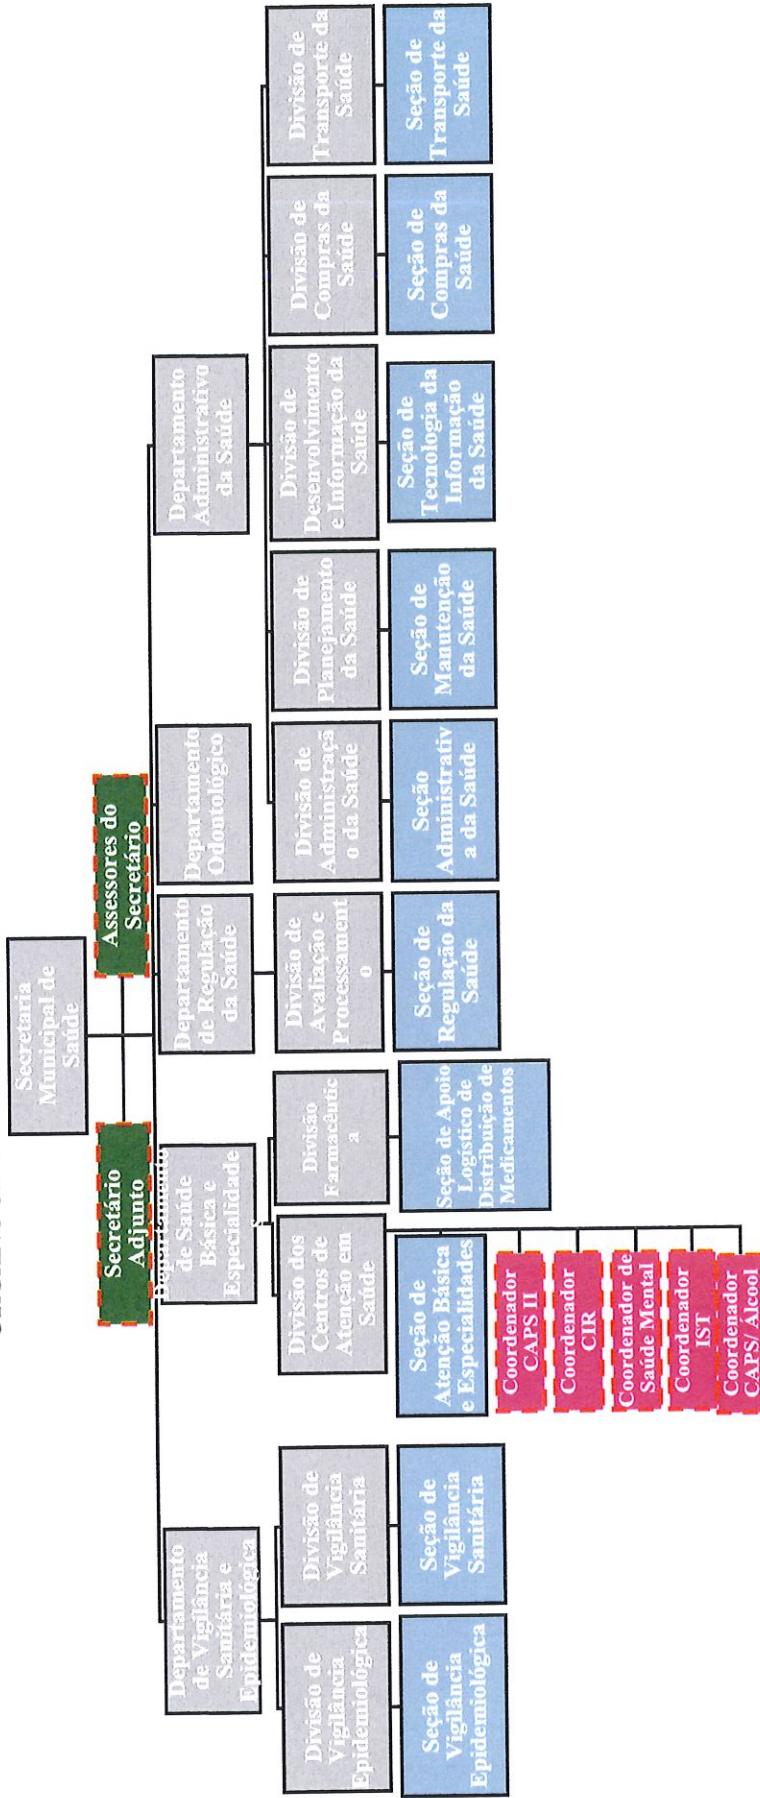 Secretaria
Municipal de
Saúde
Secretário
Adjunto
Assessores do
Secretário
Departamento
de Vigilância
Sanitária e
Epidemiológica
Departamento
de Saúde
Básica e
Especialidade
s
Departamento
de Regulação
da Saúde
Departamento
Odontológico
Departamento
Administrativo
da Saúde
Divisão de
Vigilância
Epidemiológica
Divisão de
Vigilância
Sanitária
Divisão dos
Centros de
Atenção em
Saúde
Divisão
Farmacêutic
a
Divisão de
Avaliação e
Processament
o
Divisão de
Administraçã
o da Saúde
Divisão de
Planejamento
da Saúde
Divisão de
Desenvolvimento
e Informação da
Saúde
Divisão de
Compras da
Saúde
Divisão de
Transporte da
Saúde
Seção de
Vigilância
Epidemiológica
Seção de
Vigilância
Sanitária
Seção de
Atenção Básica
e Especialidades
Seção de Apoio
Logístico de
Distribuição de
Medicamentos
Seção de
Regulação da
Saúde
Seção
Administrativ
a da Saúde
Seção de
Manutenção
da Saúde
Seção de
Tecnologia da
Informação
da Saúde
Seção de
Compras da
Saúde
Seção de
Transporte da
Saúde
Coordenador
CAPS II
Coordenador
CIR
Coordenador de
Saúde Mental
Coordenador
IST
Coordenador
CAPS/ Álcool